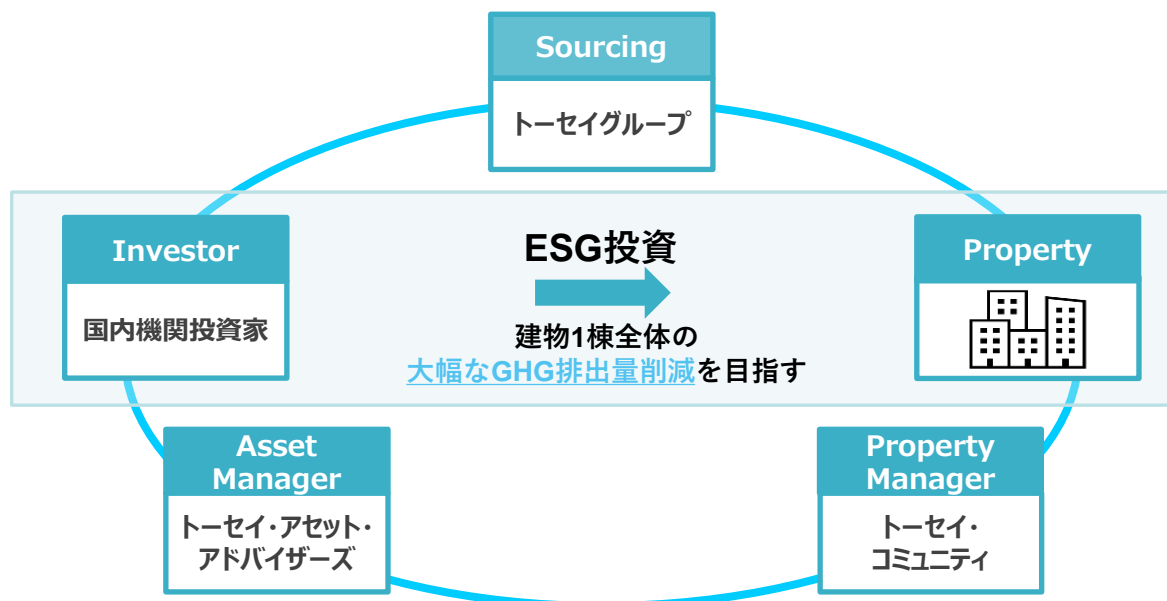 Sourcing
トーセイグループ
Investor
国内機関投資家
ESG投資
建物1棟全体の
大幅なGHG排出量削減を目指す
Property
Asset
Manager
トーセイ・アセット・
アドバイザーズ
Property
Manager
トーセイ・
コミュニティ